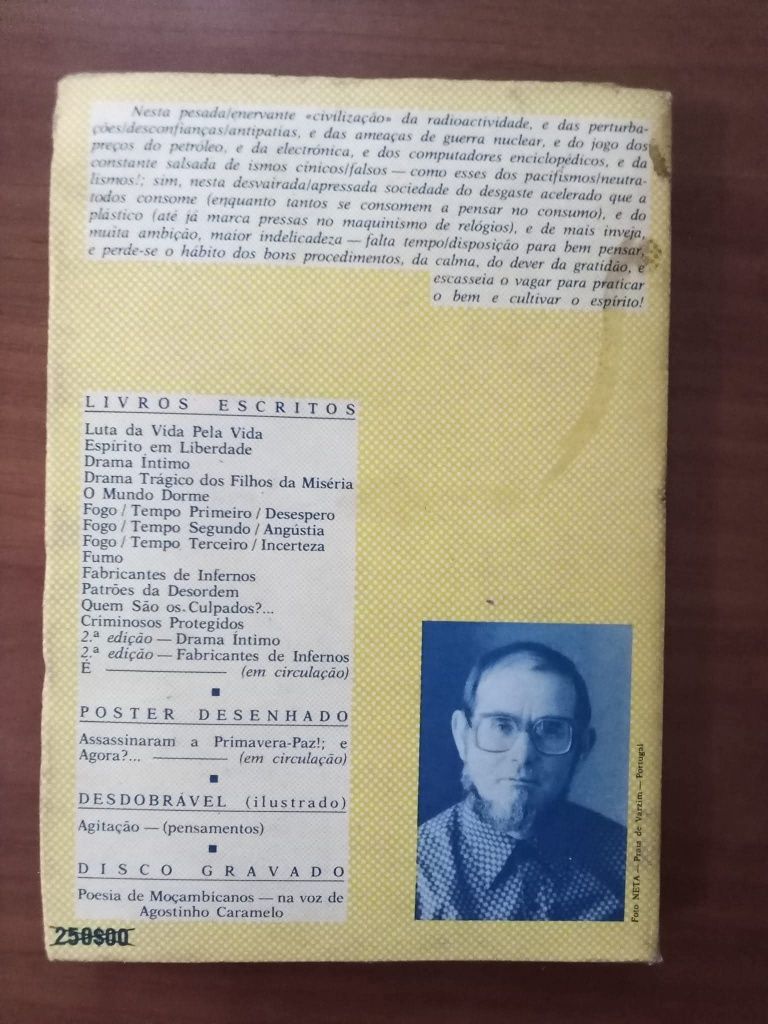 Nesta pesada/enervante «civilização» da radioactividade, e das perturba-
ções/desconfianças/antipatias, e das ameaças de guerra nuclear, e do jogo dos
preços do petróleo, e da electrónica, e dos computadores enciclopédicos, e da
constante salsada de ismos cínicos/falsos — como esses dos pacifismos/neutra-
lismos!; sim, nesta desvairada/apressada sociedade do desgaste acelerado que a
todos consome (enquanto tantos se consomem a pensar no consumo), e do
plástico (até já marca pressas no maquinismo de relógios), e de mais inveja,
muita ambição, maior indelicadeza — falta tempo/disposição para bem pensar,
e perde-se o hábito dos bons procedimentos, da calma, do dever da gratidão, e
escasseia o vagar para praticar
o bem e cultivar o espírito!
LIVROS ESCRITOS
Luta da Vida Pela Vida
Espírito em Liberdade
Drama Íntimo
Drama Trágico dos Filhos da Miséria
O Mundo Dorme
Fogo / Tempo Primeiro / Desespero
Fogo / Tempo Segundo / Angústia
Fogo / Tempo Terceiro / Incerteza
Fumo
Fabricantes de Infernos
Patrões da Desordem
Quem São os Culpados?...
Criminosos Protegidos
2.ª edição — Drama Íntimo
2.ª edição — Fabricantes de Infernos
É ——— (em circulação)
POSTER DESENHADO
Assassinaram a Primavera-Paz!; e
Agora?... ——— (em circulação)
DESDOBRÁVEL (ilustrado)
Agitação — (pensamentos)
DISCO GRAVADO
Poesia de Moçambicanos — na voz de
Agostinho Caramelo
250$00
Foto NETA — Praia de Varzim — Portugal